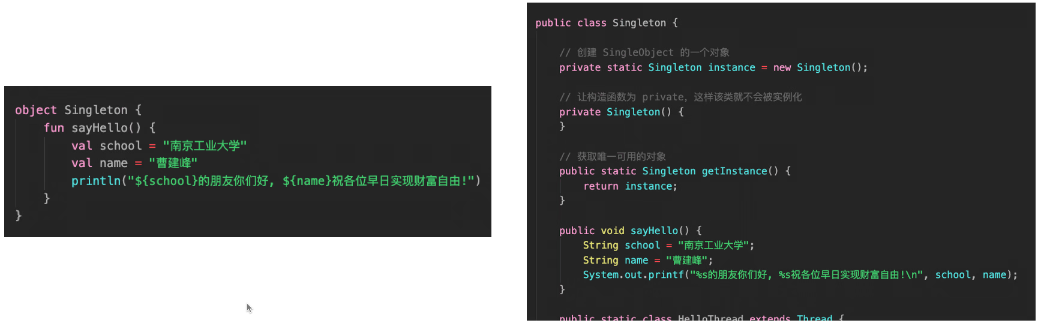 object Singleton {
fun sayHello() {
val school = "南京工业大学"
val name = "曹建峰"
println("${school}的朋友你们好, ${name}祝各位早日实现财富自由!")
}
}
public class Singleton {
// 创建 SingleObject 的一个对象
private static Singleton instance = new Singleton();
// 让构造函数为 private，这样该类就不会被实例化
private Singleton() {
}
// 获取唯一可用的对象
public static Singleton getInstance() {
return instance;
}
public void sayHello() {
String school = "南京工业大学";
String name = "曹建峰";
System.out.printf("%s的朋友你们好, %s祝各位早日实现财富自由!\n", school, name);
}
public static class HelloThread extends Thread {